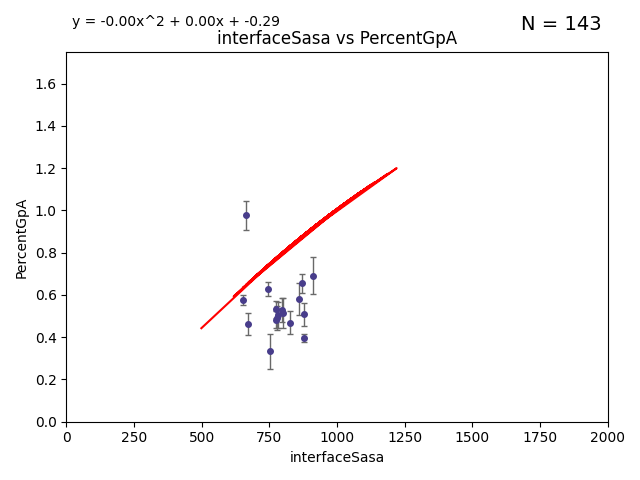 y = -0.00x^2 + 0.00x + -0.29
N = 143
interfaceSasa vs PercentGpA
PercentGpA
1.6
1.4
1.2
1.0
0.8
0.6
0.4
0.2
0.0
0 250 500 750 1000 1250 1500 1750 2000
interfaceSasa